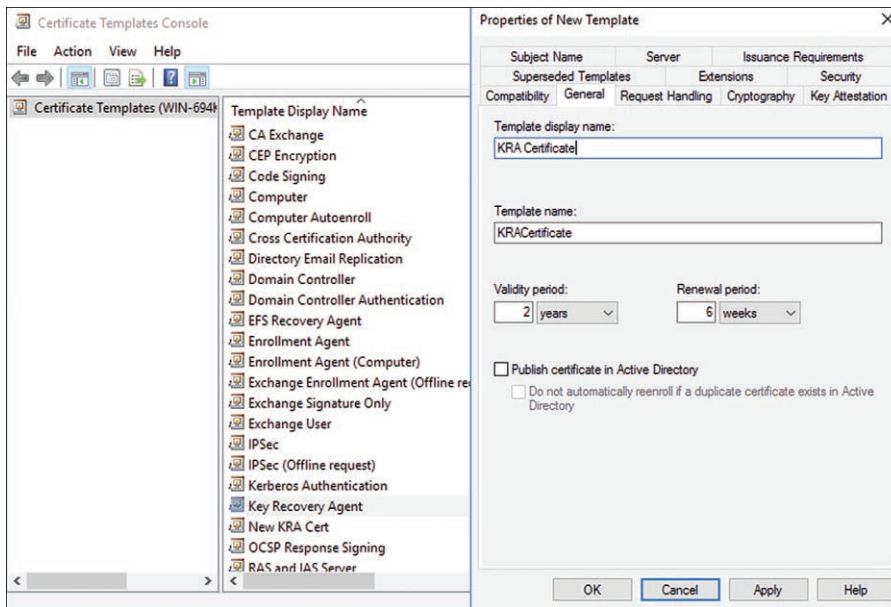 Certificate Templates Console
File Action View Help
Certificate Templates (WIN-694
Template Display Name
CA Exchange
CEP Encryption
Code Signing
Computer
Computer Autoenroll
Cross Certification Authority
Directory Email Replication
Domain Controller
Domain Controller Authentication
EFS Recovery Agent
Enrollment Agent
Enrollment Agent (Computer)
Exchange Enrollment Agent (Offline re
Exchange Signature Only
Exchange User
IPSec
IPSec (Offline request)
Kerberos Authentication
Key Recovery Agent
New KRA Cert
OCSP Response Signing
RAS and IAS Server
Properties of New Template
Subject Name Server Issuance Requirements
Superseded Templates Extensions Security
Compatibility General Request Handling Cryptography Key Attestation
Template display name:
KRA Certificate
Template name:
KRACertificate
Validity period: Renewal period:
2 years 6 weeks
Publish certificate in Active Directory
Do not automatically reenroll if a duplicate certificate exists in Active
Directory
OK Cancel Apply Help